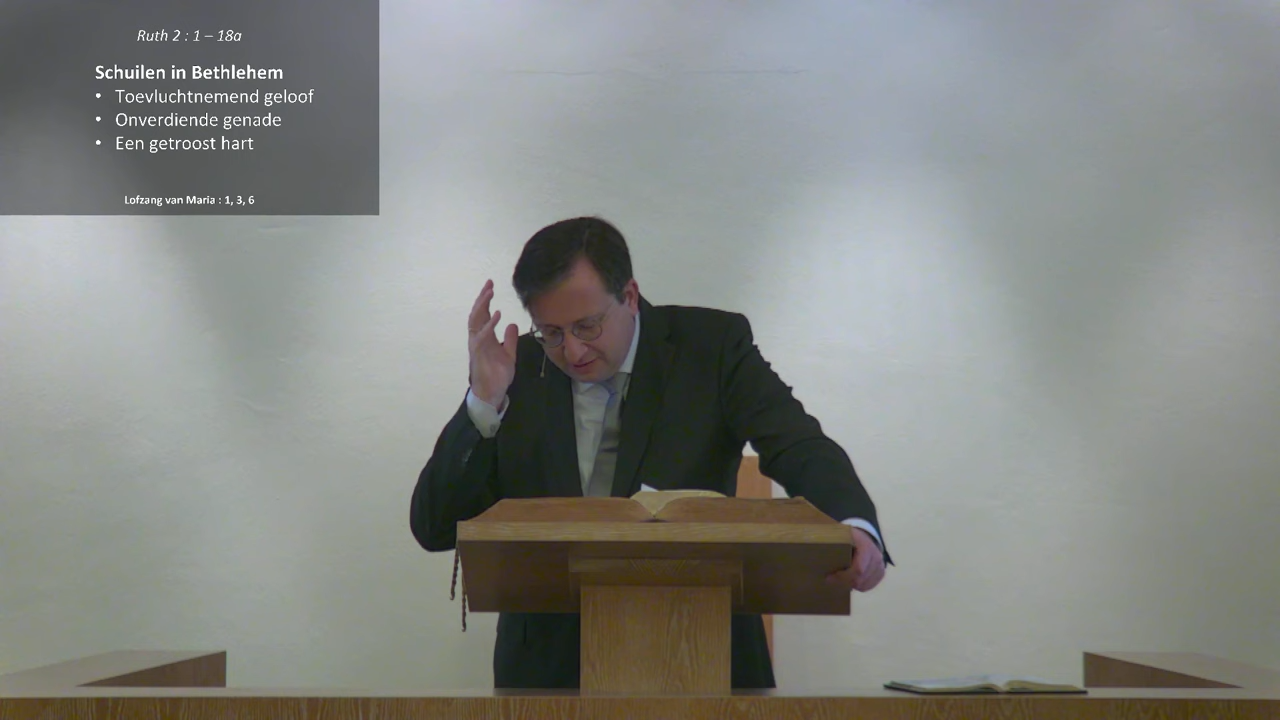 Ruth 2 : 1 – 18a
Schuilen in Bethlehem
• Toevluchtnemend geloof
• Onverdiende genade
• Een getroost hart
Lofzang van Maria : 1, 3, 6